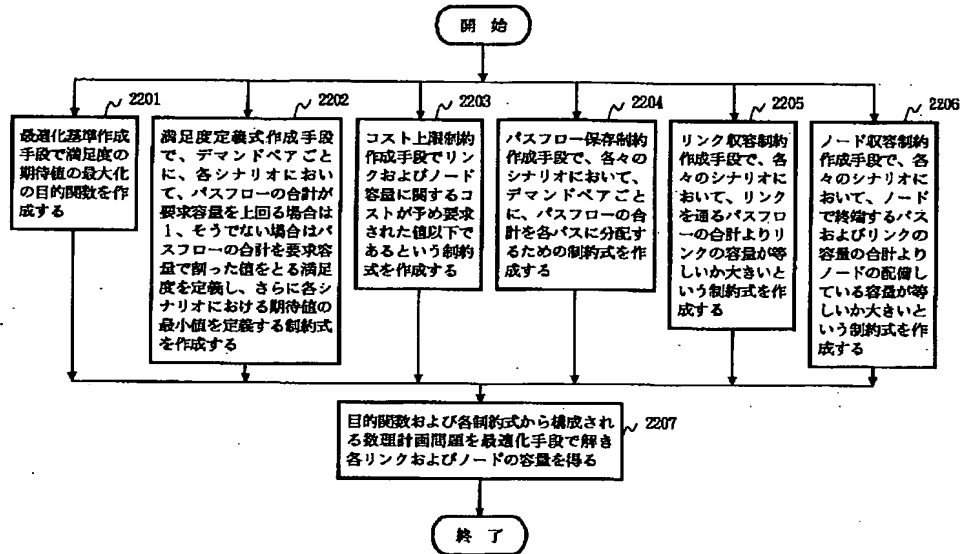 開始
2201
最適化基準作成
手段で満足度の
期待値の最大化
の目的関数を作
成する
2202
満足度定義式作成手段
で、デマンドペアごと
に、各シナリオにおい
て、パスフローの合計が
要求容量を上回る場合は
1、そうでない場合はパ
スフローの合計を要求容
量で割った値をとる満足
度を定義し、さらに各シ
ナリオにおける期待値の
最小値を定義する制約式
を作成する
2203
コスト上限制約
作成手段でリン
クおよびノード
容量に関するコ
ストが予め要求
された値以下で
あるという制約
式を作成する
2204
パスフロー保存制約
作成手段で、各々の
シナリオにおいて、
デマンドペアごと
に、パスフローの合
計を各パスに分配す
るための制約式を作
成する
2205
リンク収容制約
作成手段で、各
々のシナリオに
おいて、リンク
を通るパスフロ
ーの合計よりリ
ンクの容量が等
しいか大きいと
いう制約式を作
成する
2206
ノード収容制約
作成手段で、各
々のシナリオに
おいて、ノード
で終端するパス
およびリンクの
容量の合計より
ノードの配備し
ている容量が等
しいか大きいと
いう制約式を作
成する
2207
目的関数および各制約式から構成され
る数理計画問題を最適化手段で解き
各リンクおよびノードの容量を得る
終了